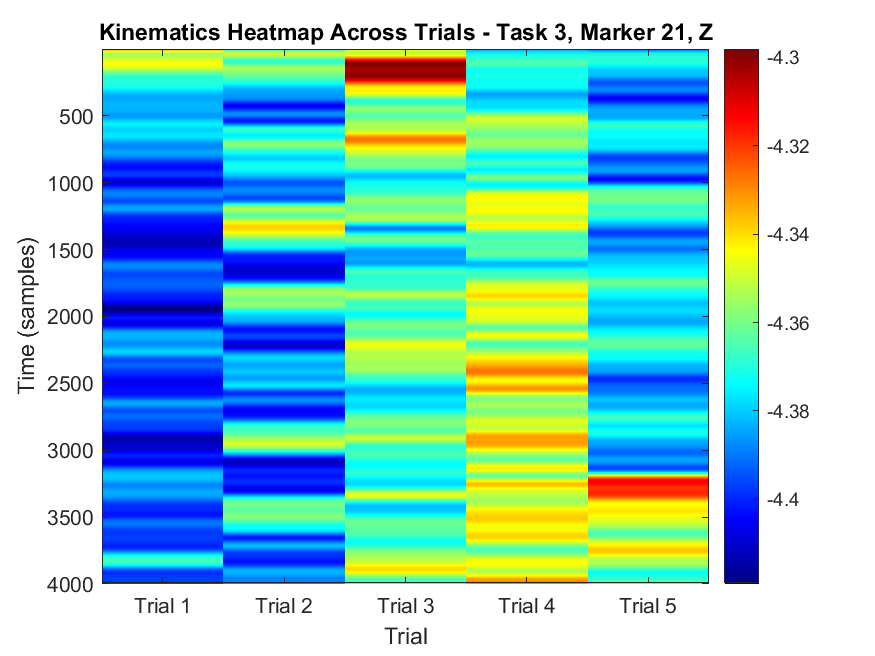 Kinematics Heatmap Across Trials - Task 3, Marker 21, Z
Time (samples)
500
1000
1500
2000
2500
3000
3500
4000
Trial 1
Trial 2
Trial 3
Trial 4
Trial 5
Trial
-4.3
-4.32
-4.34
-4.36
-4.38
-4.4